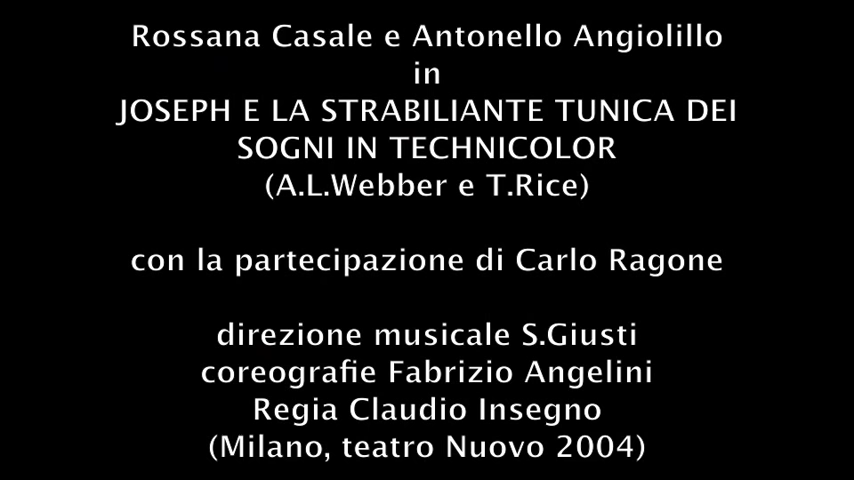 Rossana Casale e Antonello Angiolillo
in
JOSEPH E LA STRABILIANTE TUNICA DEI
SOGNI IN TECHNICOLOR
(A.L.Webber e T.Rice)
con la partecipazione di Carlo Ragone
direzione musicale S.Giusti
coreografie Fabrizio Angelini
Regia Claudio Insegno
(Milano, teatro Nuovo 2004)